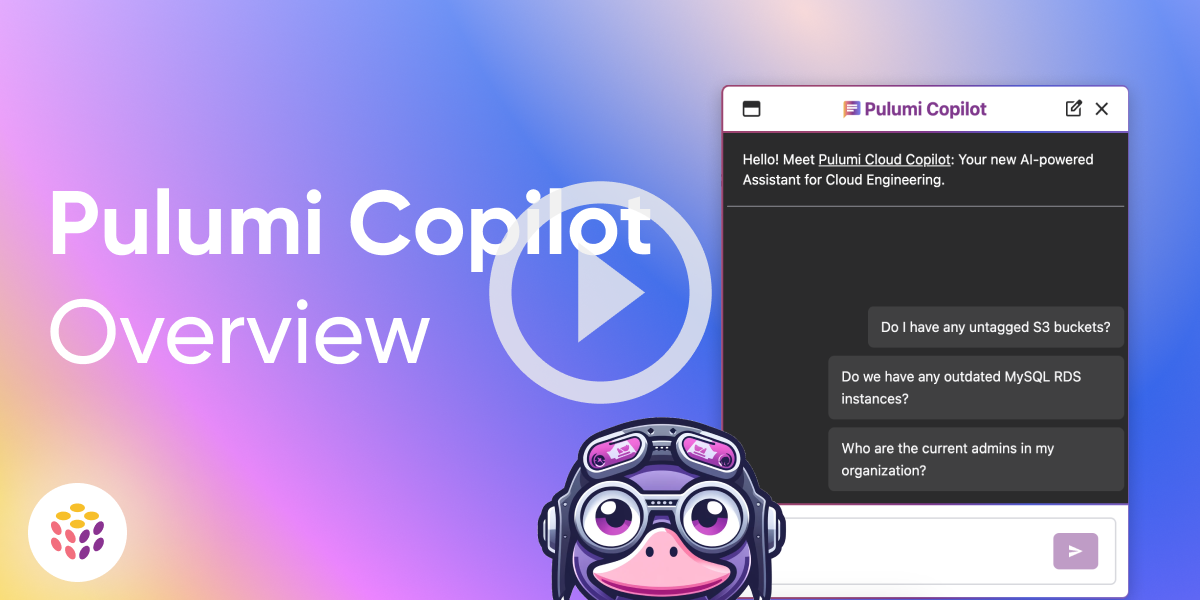 Pulumi Copilot
Overview
Pulumi Copilot
Hello! Meet Pulumi Cloud Copilot: Your new AI-powered
Assistant for Cloud Engineering.
Do I have any untagged S3 buckets?
Do we have any outdated MySQL RDS
instances?
Who are the current admins in my
organization?